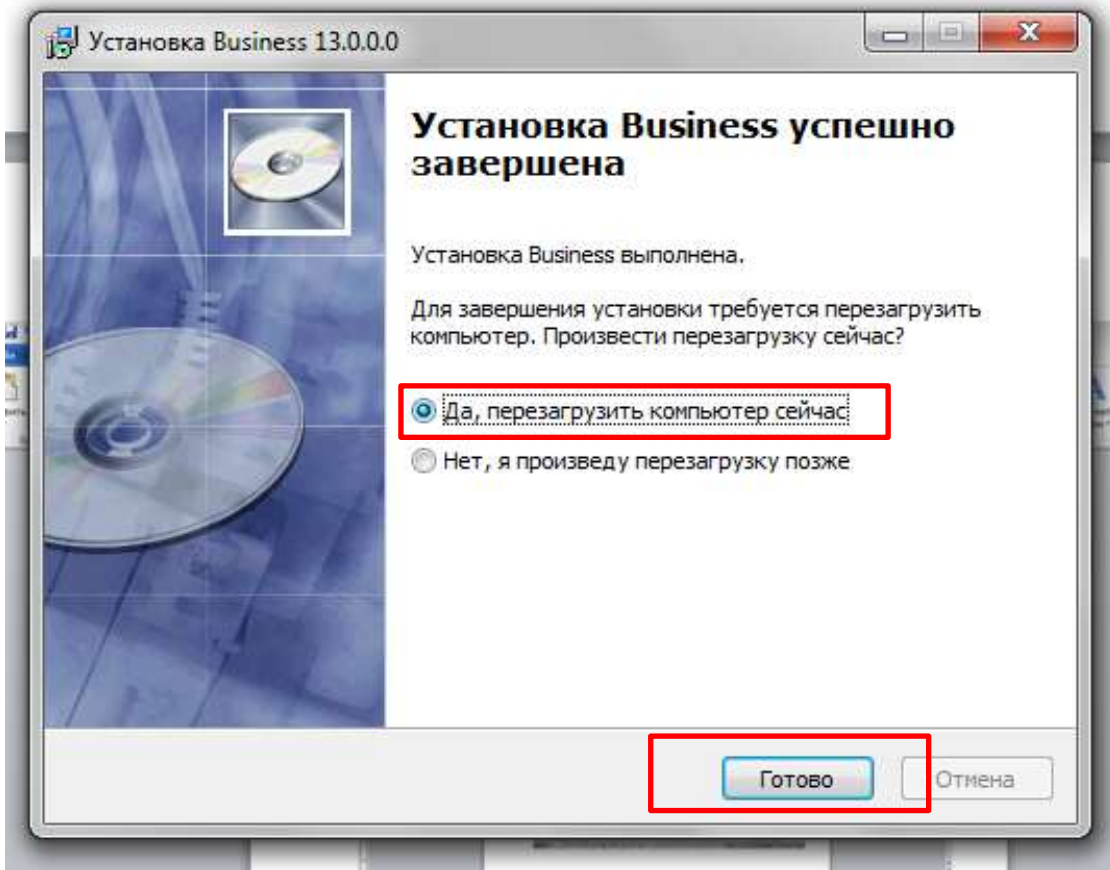 Установка Business 13.0.0.0
Установка Business успешно
завершена
Установка Business выполнена.
Для завершения установки требуется перезагрузить
компьютер. Произвести перезагрузку сейчас?
Да, перезагрузить компьютер сейчас
Нет, я произведу перезагрузку позже
Готово
Отмена